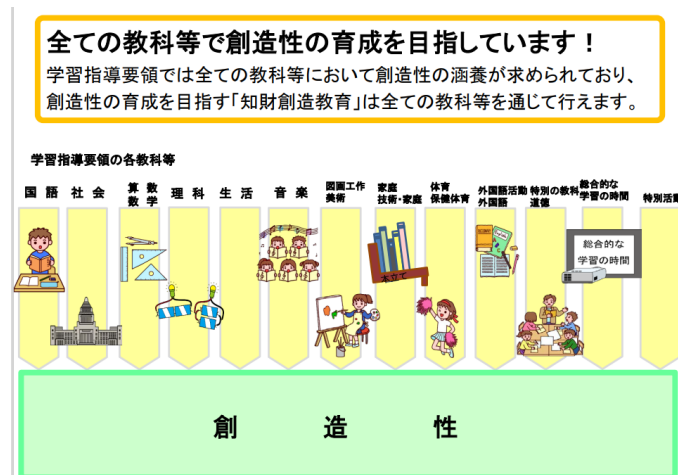 全ての教科等で創造性の育成を目指しています！
学習指導要領では全ての教科等において創造性の涵養が求められており、
創造性の育成を目指す「知財創造教育」は全ての教科等を通じて行えます。
学習指導要領の各教科等
国語
社会
算数
数学
理科
生活
音楽
図画工作
美術
家庭
技術・家庭
体育
保健体育
外国語活動
外国語
特別の教科
道徳
総合的な
学習の時間
特別活動
本立て
総合的な
学習の時間
創造性